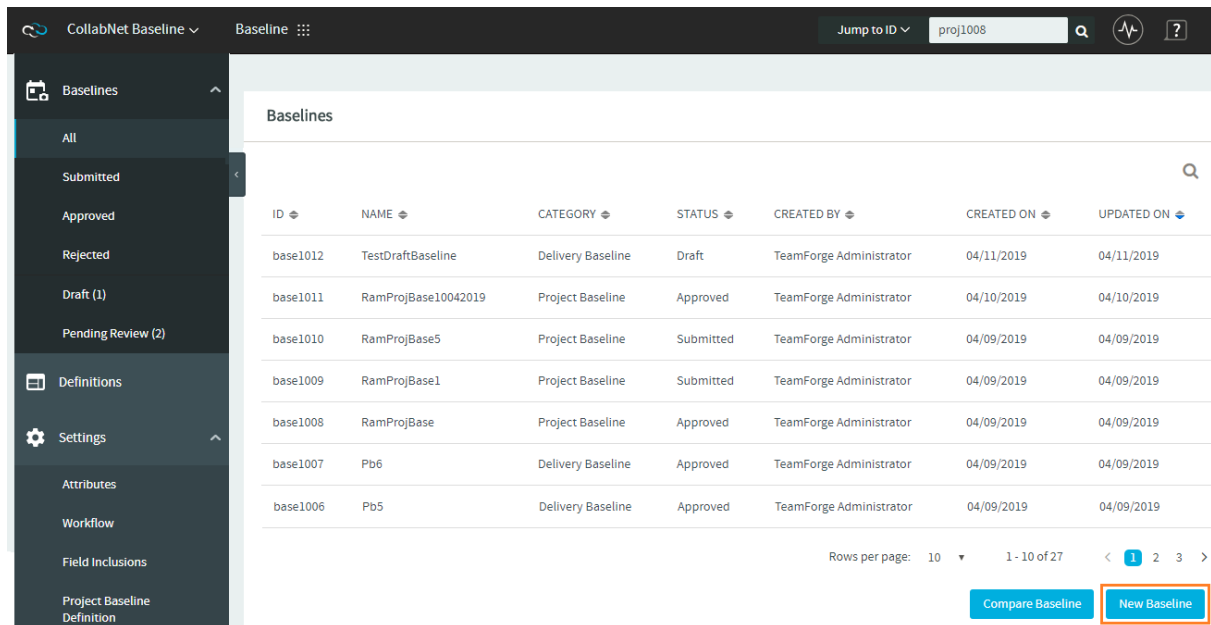 CollabNet Baseline Baseline Jump to ID proj1008 ?
Baselines
All
Submitted
Approved
Rejected
Draft (1)
Pending Review (2)
Definitions
Settings
Attributes
Workflow
Field Inclusions
Project Baseline
Definition
Baselines
ID NAME CATEGORY STATUS CREATED BY CREATED ON UPDATED ON
base1012 TestDraftBaseline Delivery Baseline Draft TeamForge Administrator 04/11/2019 04/11/2019
base1011 RamProjBase10042019 Project Baseline Approved TeamForge Administrator 04/10/2019 04/10/2019
base1010 RamProjBase5 Project Baseline Submitted TeamForge Administrator 04/09/2019 04/09/2019
base1009 RamProjBase1 Project Baseline Submitted TeamForge Administrator 04/09/2019 04/09/2019
base1008 RamProjBase Project Baseline Approved TeamForge Administrator 04/09/2019 04/09/2019
base1007 Pb6 Delivery Baseline Approved TeamForge Administrator 04/09/2019 04/09/2019
base1006 Pb5 Delivery Baseline Approved TeamForge Administrator 04/09/2019 04/09/2019
Rows per page: 10 1 - 10 of 27 < 1 2 3 >
Compare Baseline New Baseline